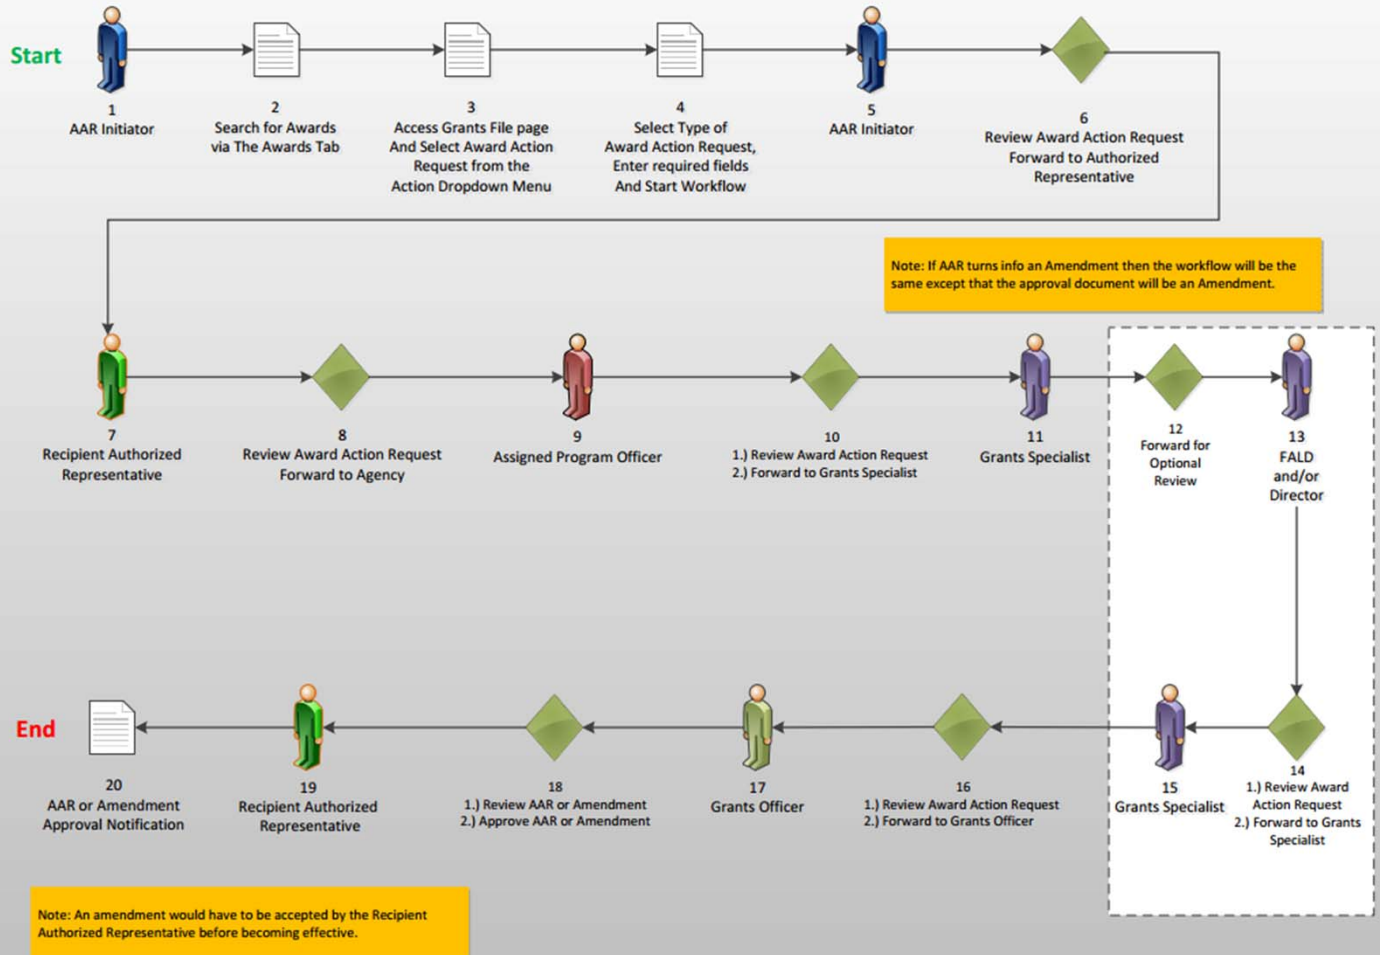 Start
1
AAR Initiator
2
Search for Awards
via The Awards Tab
3
Access Grants File page
And Select Award Action
Request from the
Action Dropdown Menu
4
Select Type of
Award Action Request,
Enter required fields
And Start Workflow
5
AAR Initiator
6
Review Award Action Request
Forward to Authorized
Representative
Note: If AAR turns info an Amendment then the workflow will be the
same except that the approval document will be an Amendment.
7
Recipient Authorized
Representative
8
Review Award Action Request
Forward to Agency
9
Assigned Program Officer
10
1.) Review Award Action Request
2.) Forward to Grants Specialist
11
Grants Specialist
12
Forward for
Optional
Review
13
FALD
and/or
Director
14
1.) Review Award
Action Request
2.) Forward to Grants
Specialist
15
Grants Specialist
16
1.) Review Award Action Request
2.) Forward to Grants Officer
17
Grants Officer
18
1.) Review AAR or Amendment
2.) Approve AAR or Amendment
19
Recipient Authorized
Representative
End
20
AAR or Amendment
Approval Notification
Note: An amendment would have to be accepted by the Recipient
Authorized Representative before becoming effective.